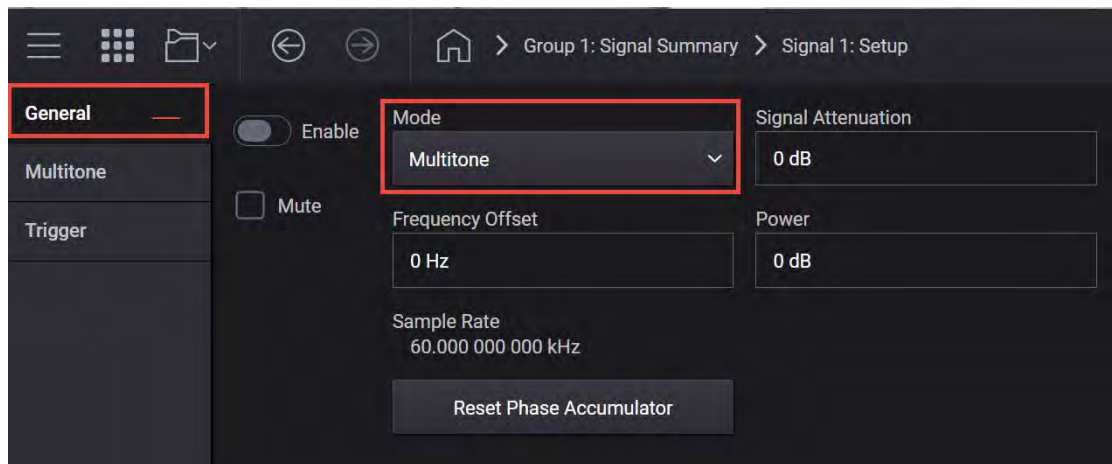 Group 1: Signal Summary > Signal 1: Setup
General
Multitone
Trigger
Enable
Mute
Mode
Multitone
Signal Attenuation
0 dB
Frequency Offset
0 Hz
Power
0 dB
Sample Rate
60.000 000 000 kHz
Reset Phase Accumulator